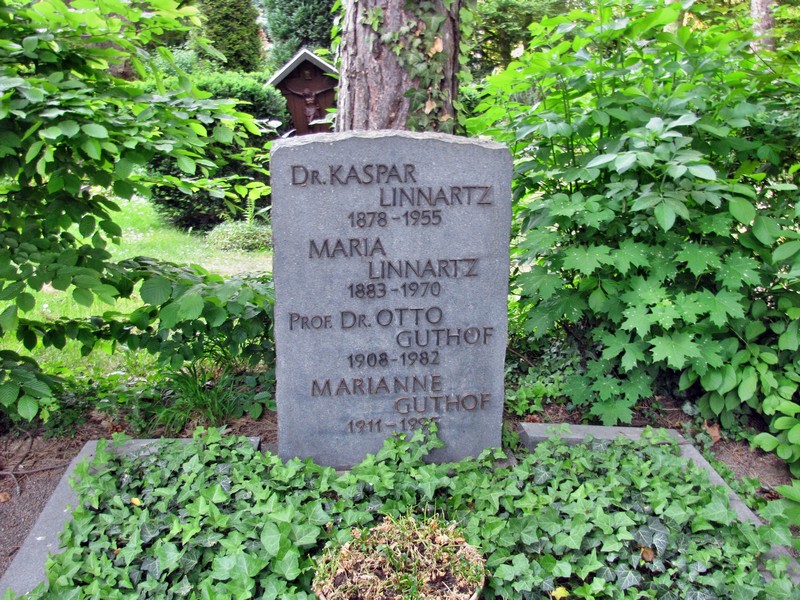 Dr. KASPAR
LINNARTZ
1878-1955
MARIA
LINNARTZ
1883-1970
Prof. Dr. OTTO
GUTHOF
1908-1982
MARIANNE
GUTHOF
1911-